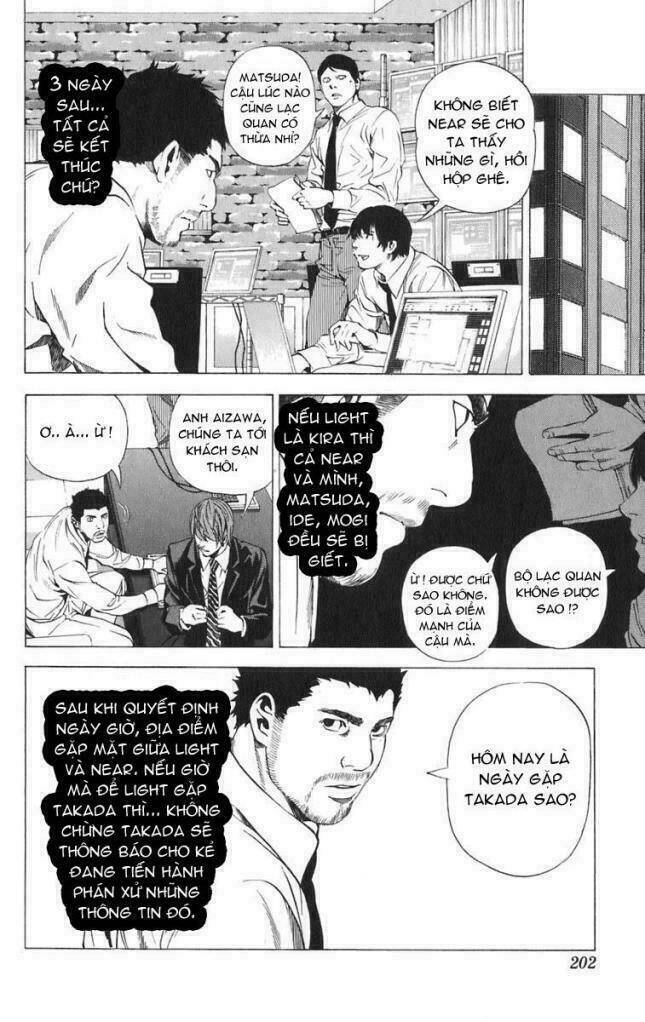 KHÔNG BIẾT
NEAR SẼ CHO
TA THẤY
NHỮNG GÌ, HỒI
HỘP GHÊ.
MATSUDA!
CẬU LÚC NÀO
CŨNG LẠC
QUAN CÓ
THỪA NHỈ?
3 NGÀY
SAU...
TẤT CẢ
SẼ KẾT
THÚC
CHỨ?
BỘ LẠC QUAN
KHÔNG ĐƯỢC
SAO !?
Ừ ! ĐƯỢC CHỨ
SAO KHÔNG.
ĐÓ LÀ ĐIỂM
MẠNH CỦA
CẬU MÀ.
NẾU LIGHT
LÀ KIRA THÌ
CẢ NEAR
VÀ MÌNH,
MATSUDA,
IDE, MOGI
ĐỀU SẼ BỊ
GIẾT.
ANH AIZAWA,
CHÚNG TA TỚI
KHÁCH SẠN
THÔI.
Ơ.. À... Ừ !
HÔM NAY LÀ
NGÀY GẶP
TAKADA SAO?
SAU KHI QUYẾT ĐỊNH
NGÀY GIỜ, ĐỊA ĐIỂM
GẶP MẶT GIỮA LIGHT
VÀ NEAR. NẾU GIỜ
MÀ ĐỂ LIGHT GẶP
TAKADA THÌ... KHÔNG
CHỪNG TAKADA SẼ
THÔNG BÁO CHO KẺ
ĐANG TIẾN HÀNH
PHÁN XỬ NHỮNG
THÔNG TIN ĐÓ.
202